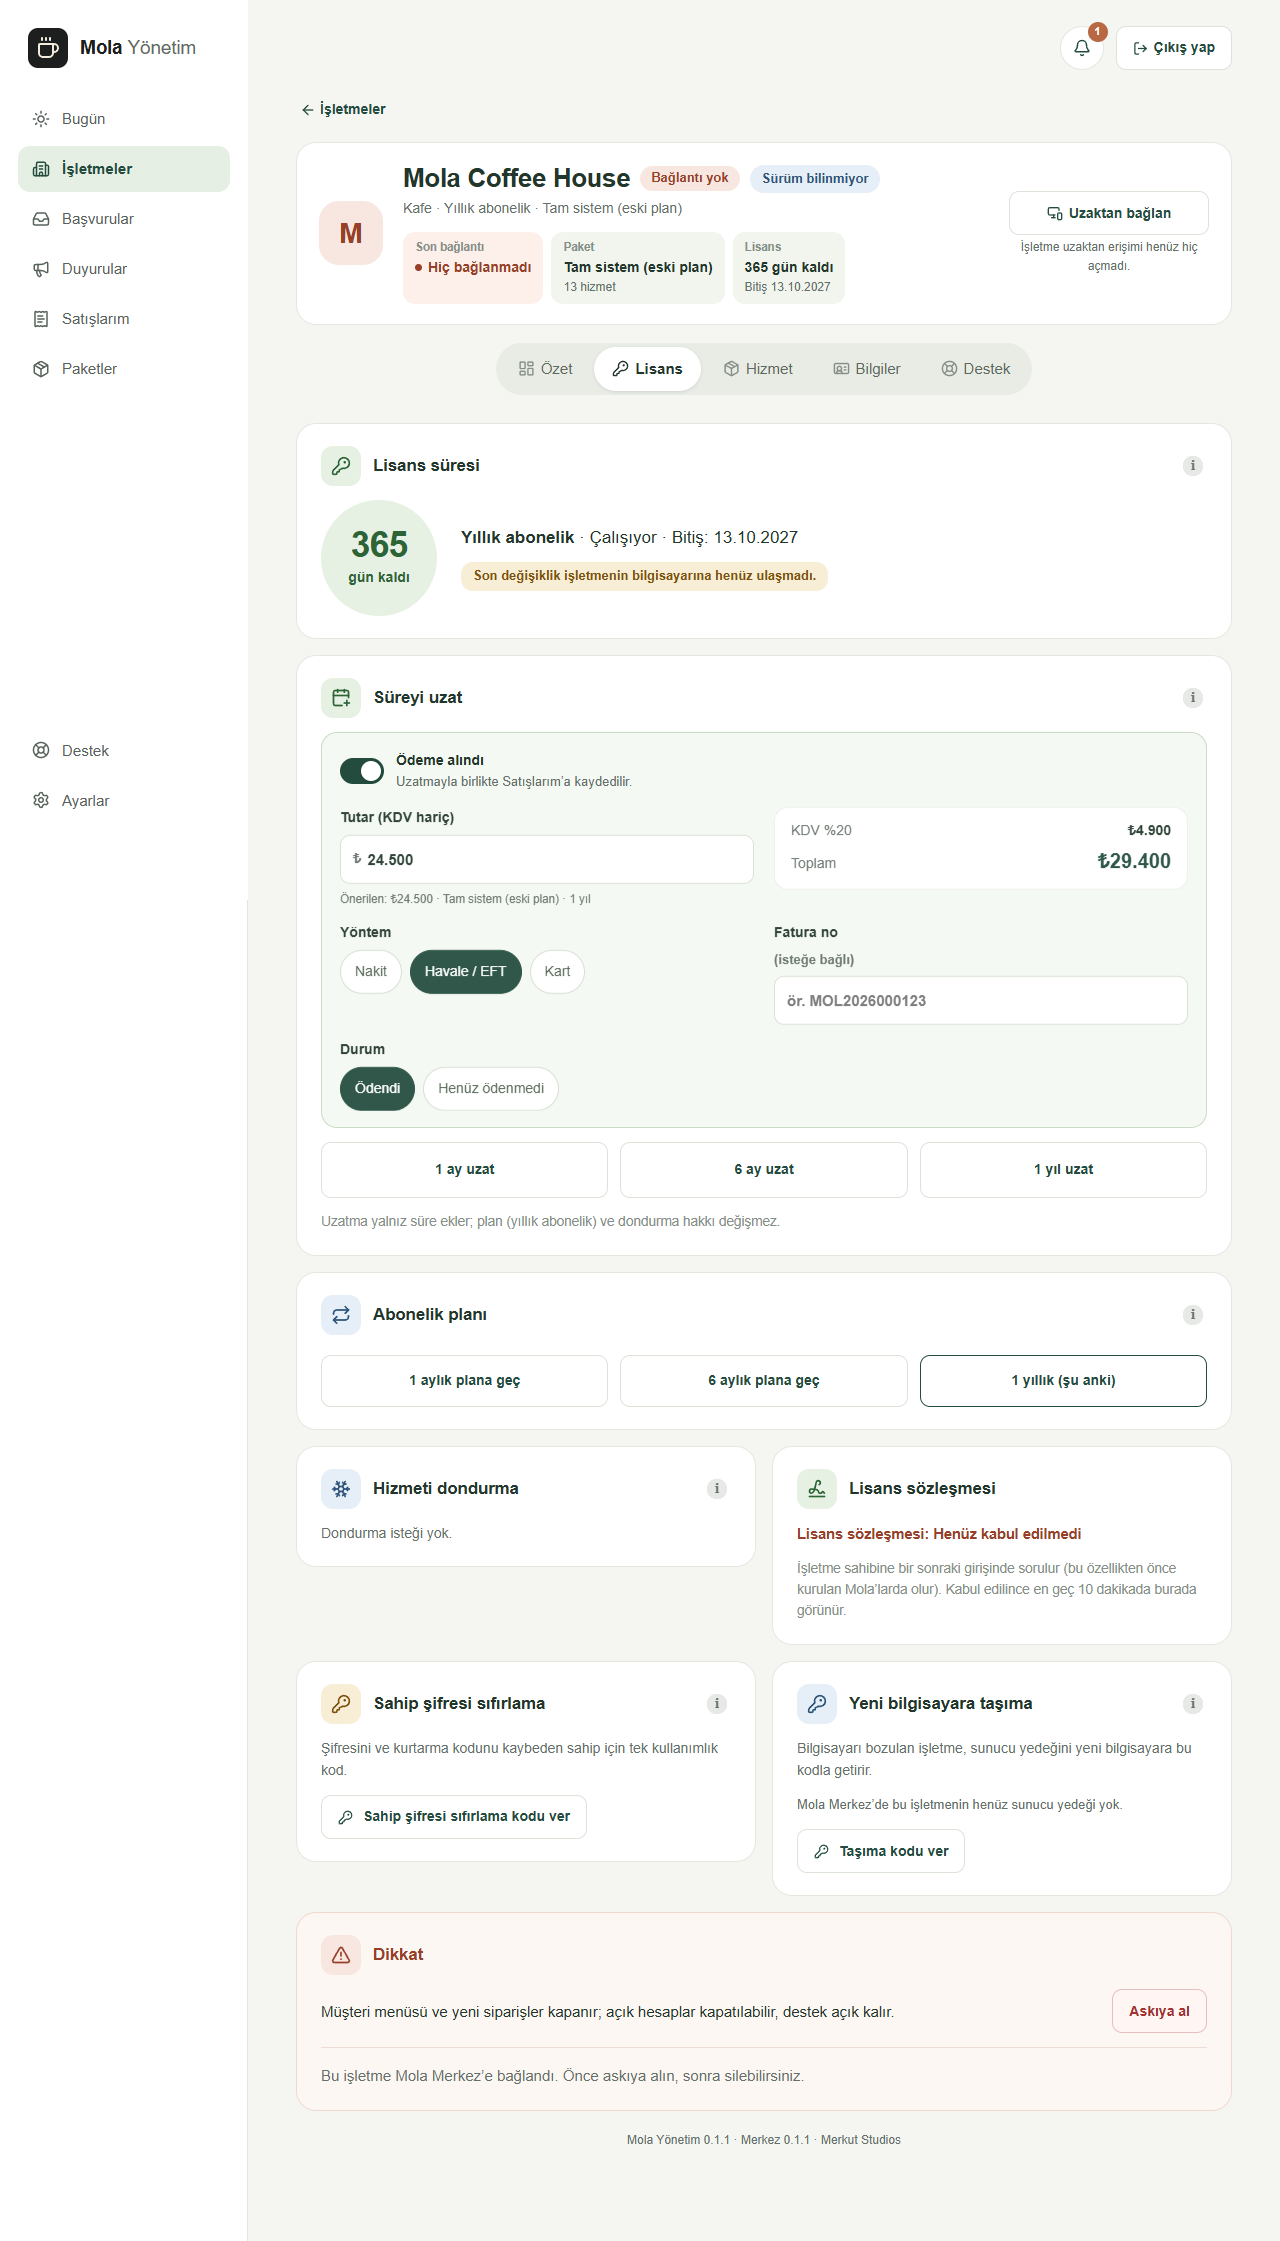 Mola Yönetim
1
Çıkış yap
Bugün
İşletmeler
Başvurular
Duyurular
Satışlarım
Paketler
Destek
Ayarlar
İşletmeler
M
Mola Coffee House
Bağlantı yok
Sürüm bilinmiyor
Kafe · Yıllık abonelik · Tam sistem (eski plan)
Son bağlantı
Hiç bağlanmadı
Paket
Tam sistem (eski plan)
13 hizmet
Lisans
365 gün kaldı
Bitiş 13.10.2027
Uzaktan bağlan
İşletme uzaktan erişimi henüz hiç
açmadı.
Özet
Lisans
Hizmet
Bilgiler
Destek
Lisans süresi
i
365
gün kaldı
Yıllık abonelik · Çalışıyor · Bitiş: 13.10.2027
Son değişiklik işletmenin bilgisayarına henüz ulaşmadı.
Süreyi uzat
i
Ödeme alındı
Uzatmayla birlikte Satışlarım’a kaydedilir.
Tutar (KDV hariç)
₺ 24.500
Önerilen: ₺24.500 · Tam sistem (eski plan) · 1 yıl
KDV %20
₺4.900
Toplam
₺29.400
Yöntem
Nakit
Havale / EFT
Kart
Fatura no
(isteğe bağlı)
ör. MOL2026000123
Durum
Ödendi
Henüz ödenmedi
1 ay uzat
6 ay uzat
1 yıl uzat
Uzatma yalnız süre ekler; plan (yıllık abonelik) ve dondurma hakkı değişmez.
Abonelik planı
i
1 aylık plana geç
6 aylık plana geç
1 yıllık (şu anki)
Hizmeti dondurma
i
Dondurma isteği yok.
Lisans sözleşmesi
Lisans sözleşmesi: Henüz kabul edilmedi
İşletme sahibine bir sonraki girişinde sorulur (bu özellikten önce
kurulan Mola’larda olur). Kabul edilince en geç 10 dakikada burada
görünür.
Sahip şifresi sıfırlama
i
Şifresini ve kurtarma kodunu kaybeden sahip için tek kullanımlık
kod.
Sahip şifresi sıfırlama kodu ver
Yeni bilgisayara taşıma
i
Bilgisayarı bozulan işletme, sunucu yedeğini yeni bilgisayara bu
kodla getirir.
Mola Merkez’de bu işletmenin henüz sunucu yedeği yok.
Taşıma kodu ver
Dikkat
Müşteri menüsü ve yeni siparişler kapanır; açık hesaplar kapatılabilir, destek açık kalır.
Askıya al
Bu işletme Mola Merkez’e bağlandı. Önce askıya alın, sonra silebilirsiniz.
Mola Yönetim 0.1.1 · Merkez 0.1.1 · Merkut Studios